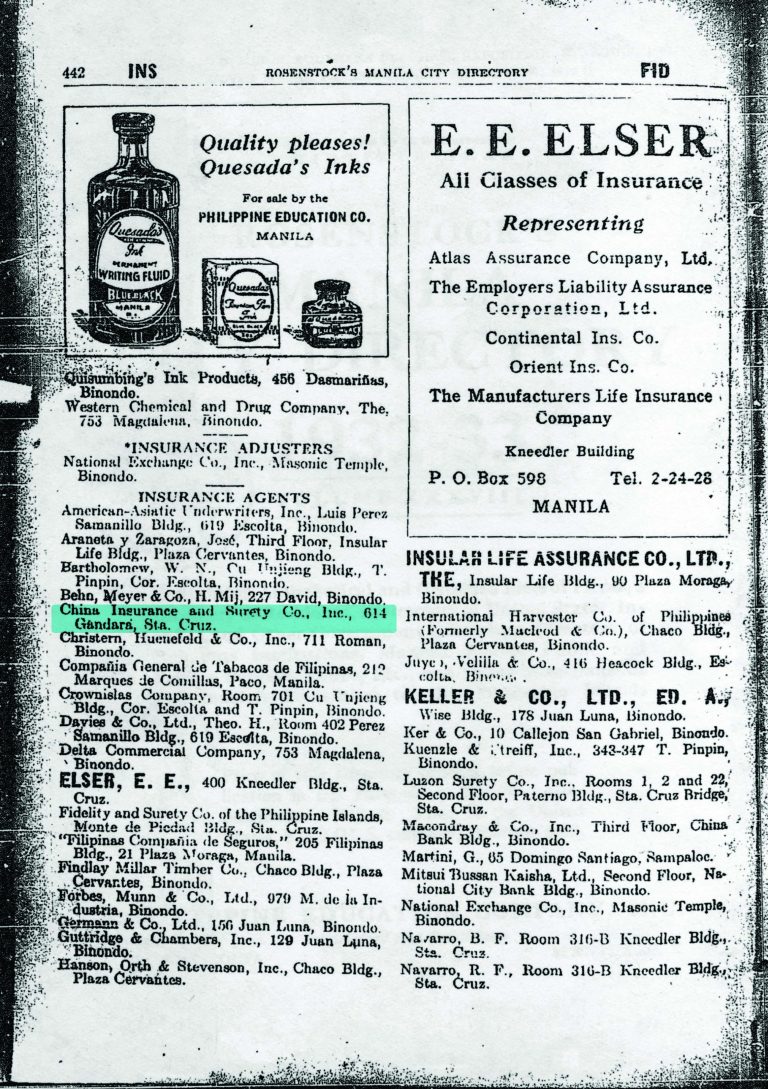 442 INS ROSENSTOCK'S MANILA CITY DIRECTORY FID
Quality pleases!
Quesada's Inks
For sale by the
PHILIPPINE EDUCATION CO.
MANILA
Quesada's
Ink
PERMANENT
WRITING FLUID
BLUEBLACK
MANILA
P. I.
Quesadas
Ink
Quisumbing's Ink Products, 456 Dasmariñas,
Binondo.
Western Chemical and Drug Company, The,
753 Magdalena, Binondo.
*INSURANCE ADJUSTERS
National Exchange Co., Inc., Masonic Temple,
Binondo.
INSURANCE AGENTS
American-Asiatic Underwriters, Inc., Luis Perez
Samanillo Bldg., 619 Escolta, Binondo.
Araneta y Zaragoza, José, Third Floor, Insular
Life Bldg., Plaza Cervantes, Binondo.
Bartholomew, W. N., Cu Unjieng Bldg., T.
Pinpin, Cor. Escolta, Binondo.
Behn, Meyer & Co., H. Mij, 227 David, Binondo
China Insurance and Surety Co., Inc., 614
Gandara, Sta. Cruz.
Christern, Huenefeld & Co., Inc., 711 Roman,
Binondo.
Compañia General de Tabacos de Filipinas, 212
Marques de Comillas, Paco, Manila.
Crownislas Company, Room 701 Cu Unjieng
Bldg., Cor. Escolta and T. Pinpin, Binondo.
Davies & Co., Ltd., Theo. H., Room 402 Perez
Samanillo Bldg., 619 Escolta, Binondo.
Delta Commercial Company, 753 Magdalena,
Binondo.
ELSER, E. E., 400 Kneedler Bldg., Sta.
Cruz.
Fidelity and Surety Co. of the Philippine Islands,
Monte de Piedad Bldg., Sta. Cruz.
"Filipinas Compañia de Seguros," 205 Filipinas
Bldg., 21 Plaza Moraga, Manila.
Findlay Millar Timber Co., Chaco Bldg., Plaza
Cervantes, Binondo.
Forbes, Munn & Co., Ltd., 979 M. de la In-
dustria, Binondo.
Germann & Co., Ltd., 156 Juan Luna, Binondo.
Guttridge & Chambers, Inc., 129 Juan Luna,
Binondo.
Hanson, Orth & Stevenson, Inc., Chaco Bldg.,
Plaza Cervantes.
E. E. ELSER
All Classes of Insurance
Representing
Atlas Assurance Company, Ltd.
The Employers Liability Assurance
Corporation, Ltd.
Continental Ins. Co.
Orient Ins. Co.
The Manufacturers Life Insurance
Company
Kneedler Building
P. O. Box 598 Tel. 2-24-28
MANILA
INSULAR LIFE ASSURANCE CO., LTD.,
THE, Insular Life Bldg., 90 Plaza Moraga,
Binondo.
International Harvester Co. of Philippines
(Formerly Macleod & Co.), Chaco Bldg.,
Plaza Cervantes, Binondo.
Velilla & Co., 416 Heacock Bldg., Es-
colta, Binondo.
KELLER & CO., LTD., ED. A.,
Wise Bldg., 178 Juan Luna, Binondo.
Ker & Co., 10 Callejon San Gabriel, Binondo.
Kuenzle & Streiff, Inc., 343-347 T. Pinpin,
Binondo.
Luzon Surety Co., Inc., Rooms 1, 2 and 22,
Second Floor, Paterno Bldg., Sta. Cruz Bridge,
Sta. Cruz.
Macondray & Co., Inc., Third Floor, China
Bank Bldg., Binondo.
Martini, G., 65 Domingo Santiago, Sampaloc.
Mitsui Bussan Kaisha, Ltd., Second Floor, Na-
tional City Bank Bldg., Binondo.
National Exchange Co., Inc., Masonic Temple,
Binondo.
Navarro, B. F. Room 316-B Kneedler Bldg.,
Sta. Cruz.
Navarro, R. F., Room 316-B Kneedler Bldg.,
Sta. Cruz.